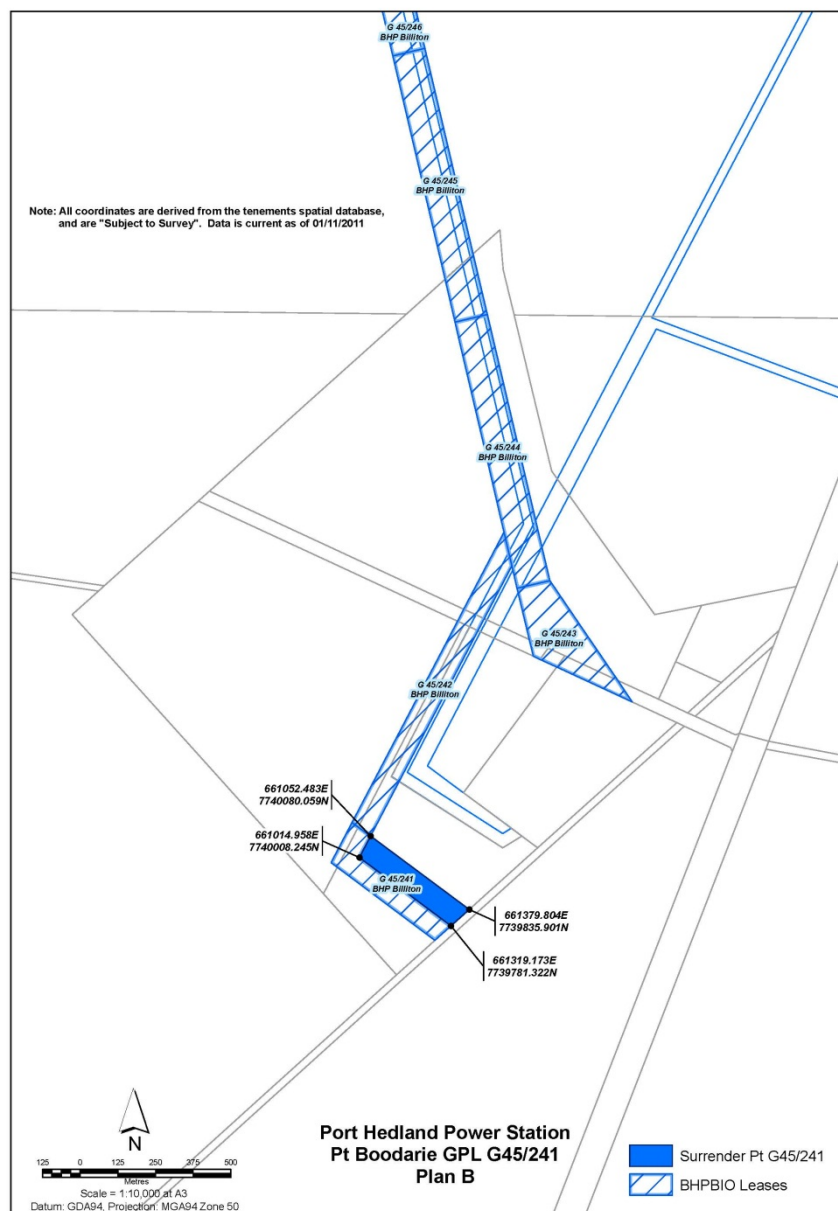 G 45/246
BHP Billiton
G 45/245
BHP Billiton
Note: All coordinates are derived from the tenements spatial database,
and are "Subject to Survey". Data is current as of 01/11/2011
G 45/244
BHP Billiton
G 45/243
BHP Billiton
G 45/242
BHP Billiton
661052.483E
7740080.059N
661014.958E
7740008.245N
G 45/241
BHP Billiton
661379.804E
7739835.901N
661319.173E
7739781.322N
N
125 0 125 250 375 500
Metres
Scale = 1:10,000 at A3
Datum: GDA94, Projection: MGA94 Zone 50
Port Hedland Power Station
Pt Boodarie GPL G45/241
Plan B
Surrender Pt G45/241
BHPBIO Leases